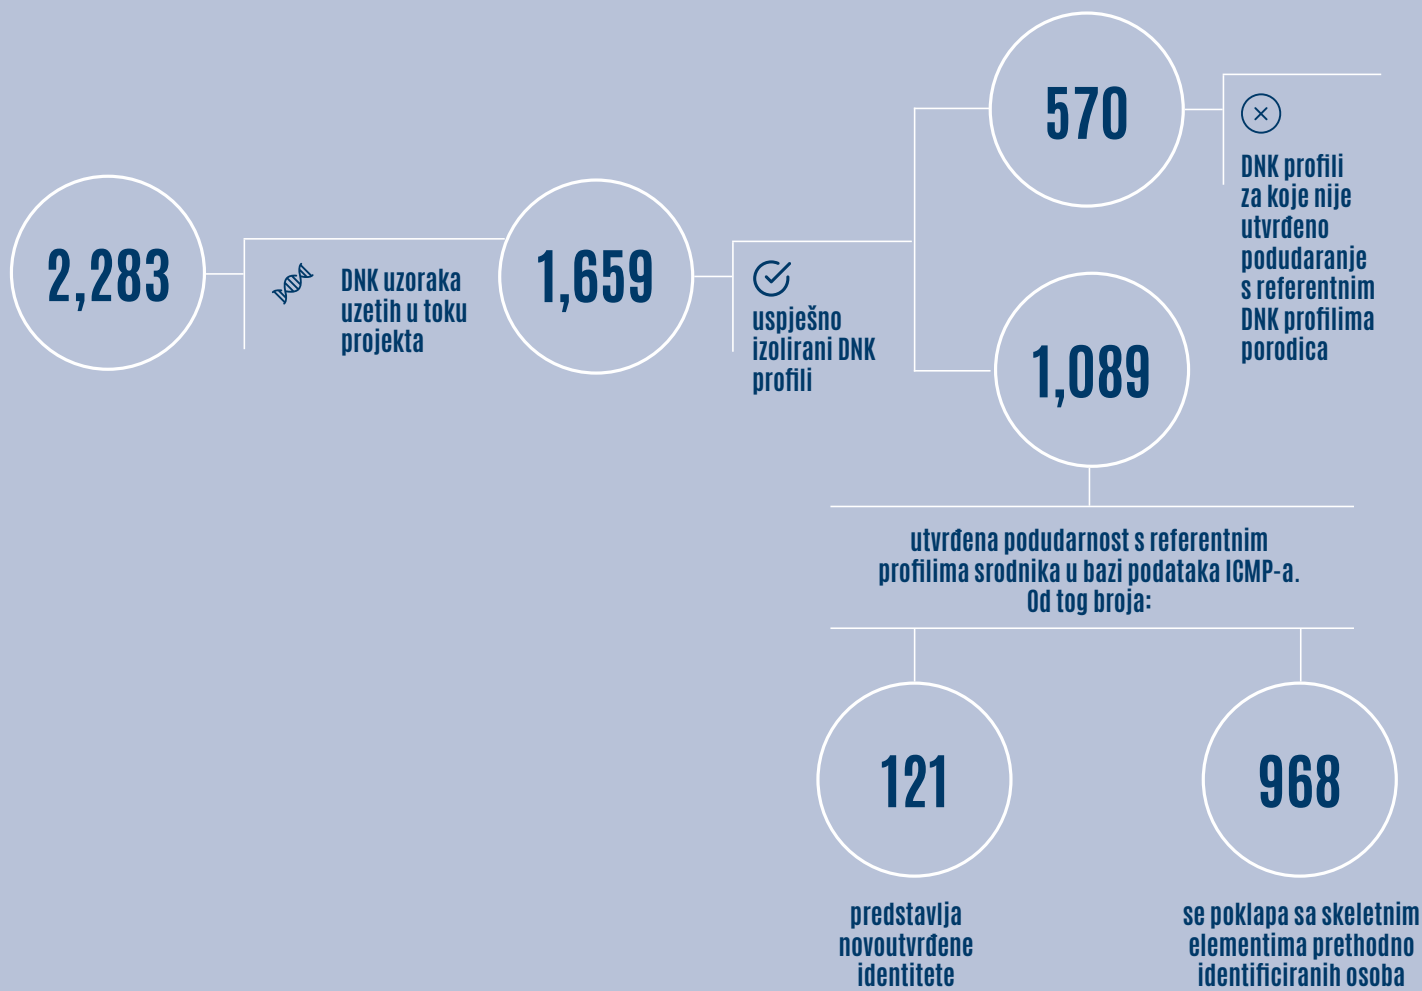 2,283
DNK uzoraka
uzetih u toku
projekta
1,659
uspješno
izolirani DNK
profili
570
DNK profili
za koje nije
utvrđeno
podudaranje
s referentnim
DNK profilima
porodica
1,089
utvrđena podudarnost s referentnim
profilima srodnika u bazi podataka ICMP-a.
Od tog broja:
121
predstavlja
novoutvrđene
identitete
968
se poklapa sa skeletnim
elementima prethodno
identificiranih osoba